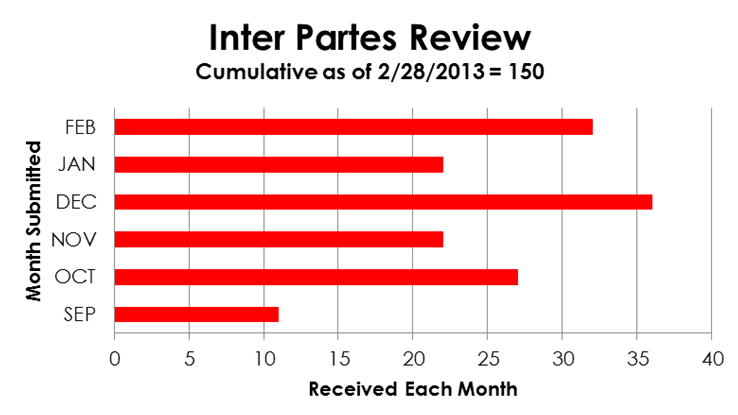 Inter Partes Review
Cumulative as of 2/28/2013 = 150
Month Submitted
FEB
JAN
DEC
NOV
OCT
SEP
0 5 10 15 20 25 30 35 40
Received Each Month